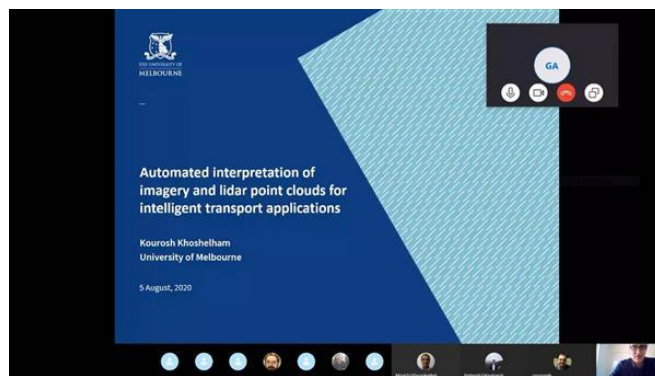 THE UNIVERSITY OF
MELBOURNE
GA
Automated interpretation of
imagery and lidar point clouds for
intelligent transport applications
Kourosh Khoshelham
University of Melbourne
5 August, 2020